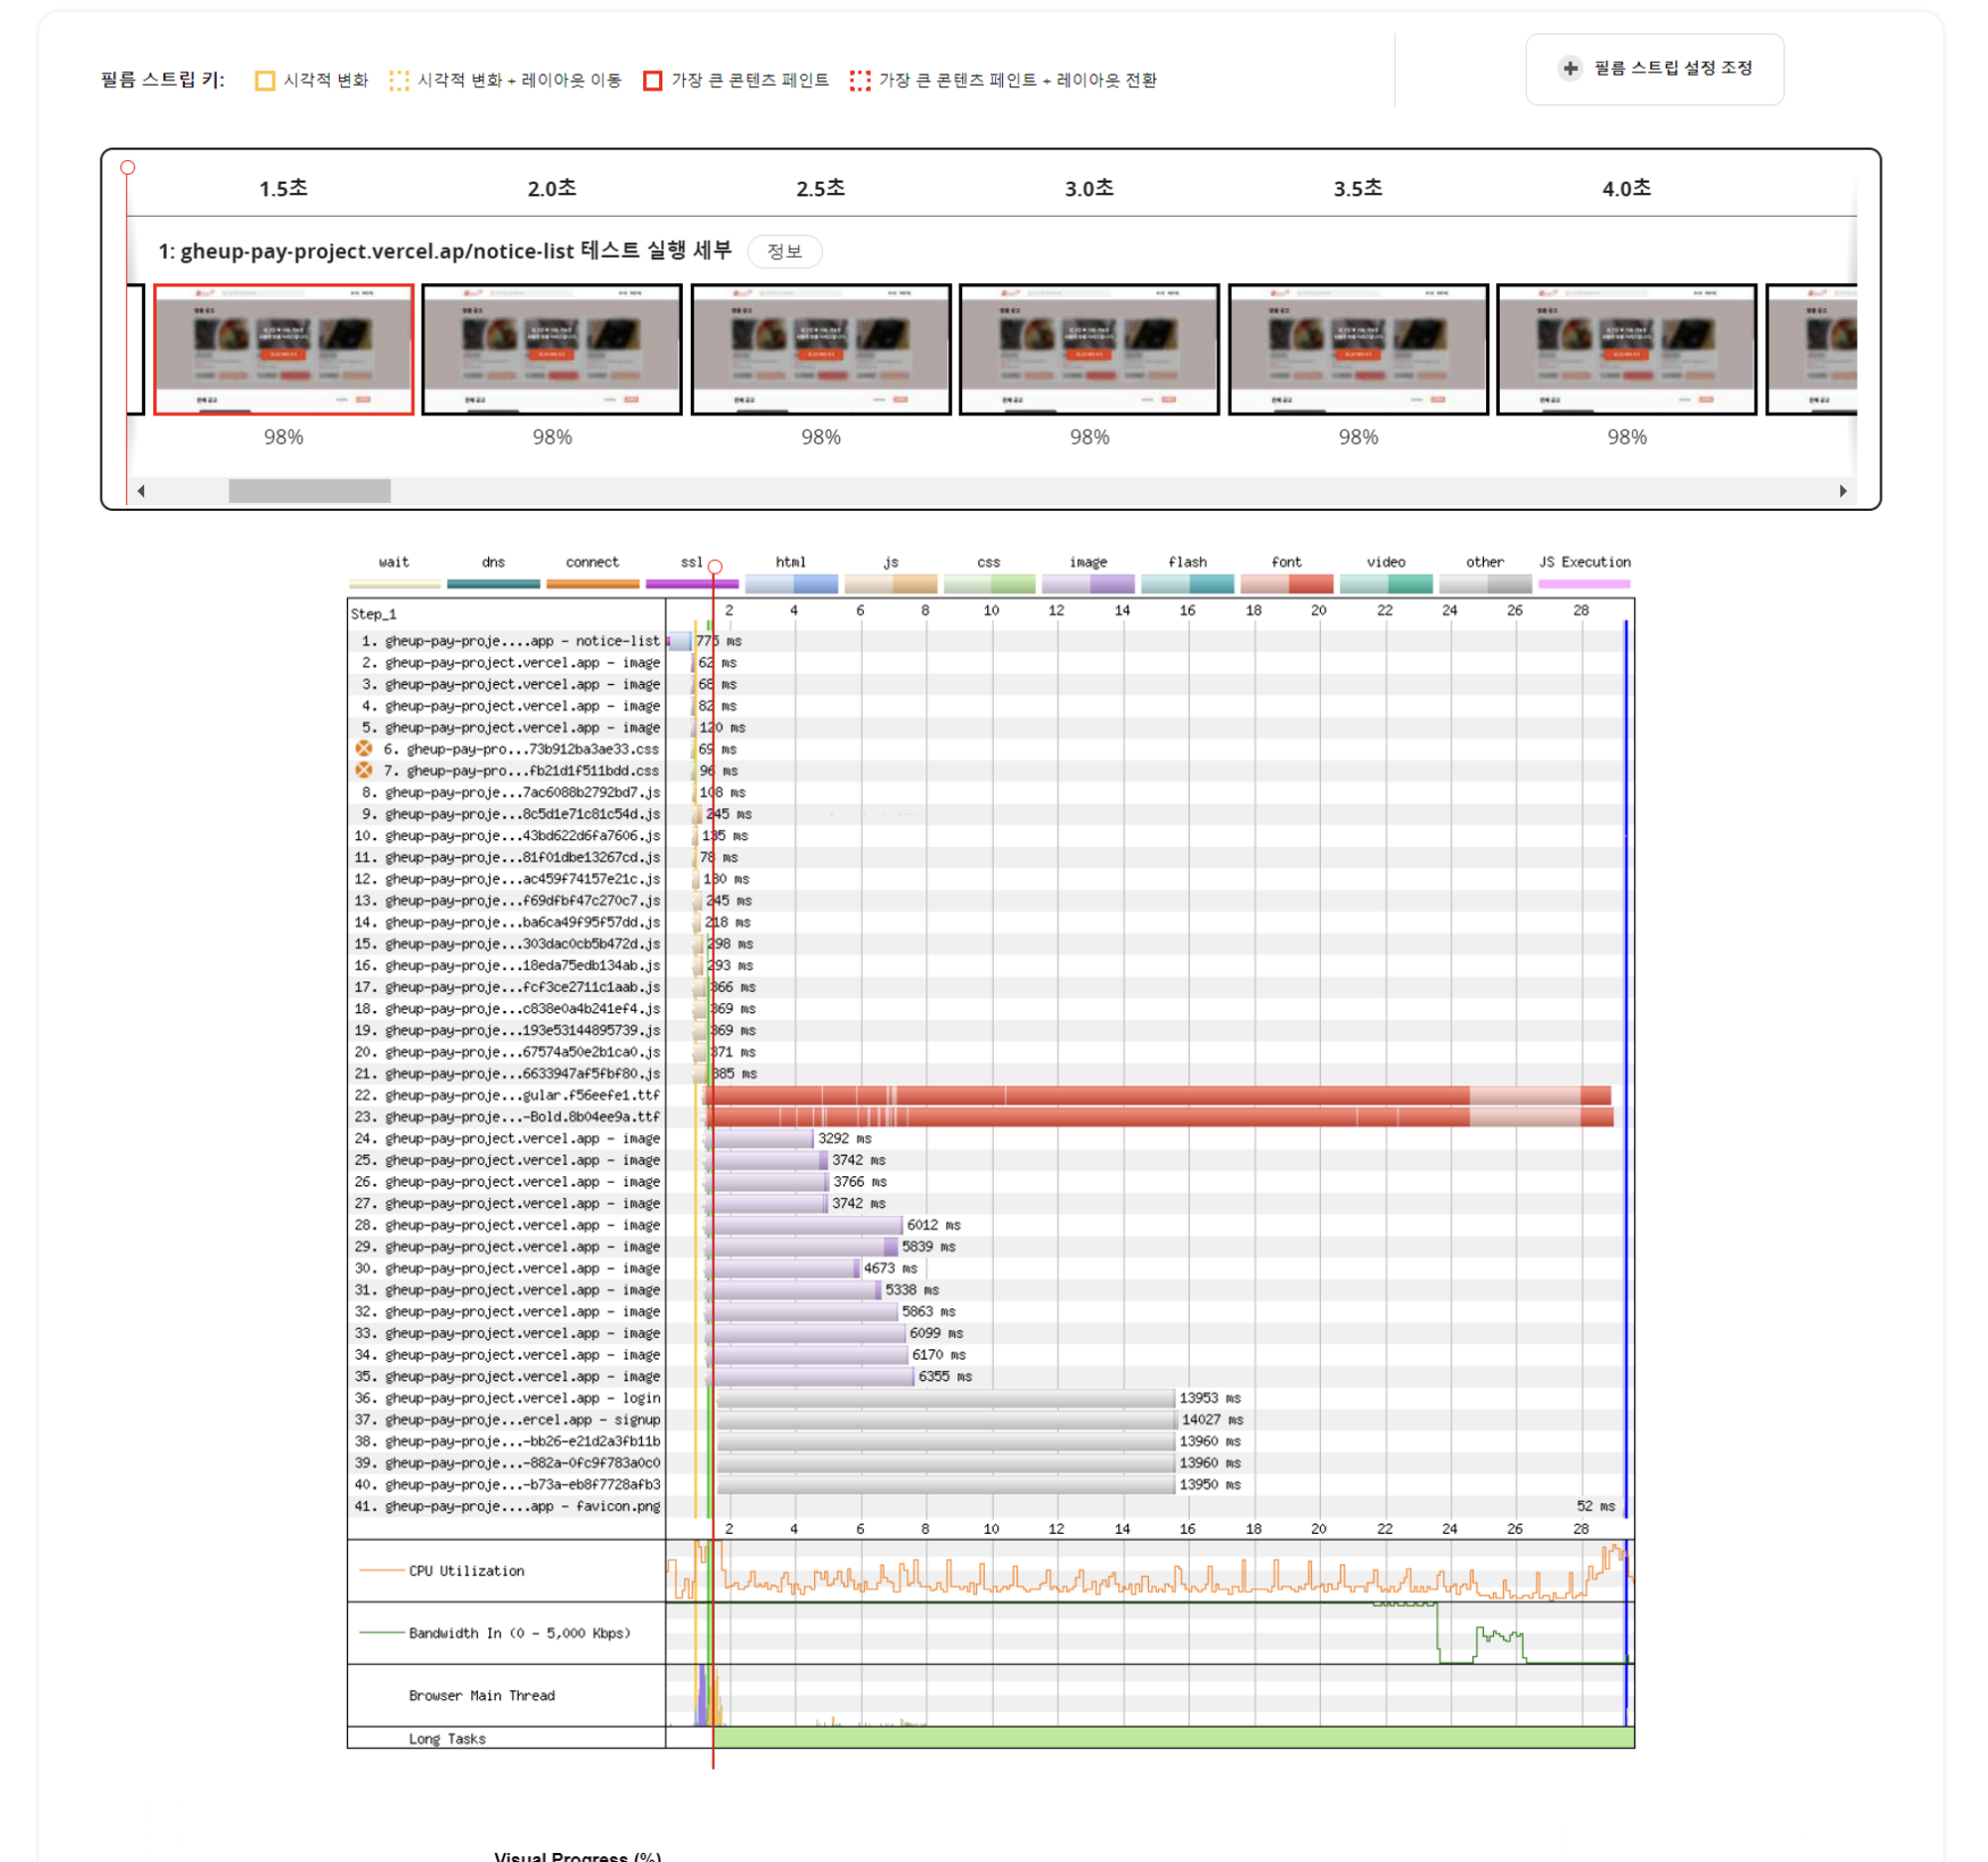 필름 스트립 키: 시각적 변화 시각적 변화 + 레이아웃 이동 가장 큰 콘텐츠 페인트 가장 큰 콘텐츠 페인트 + 레이아웃 전환
필름 스트립 설정 조정
1.5초 2.0초 2.5초 3.0초 3.5초 4.0초
1: gheup-pay-project.vercel.ap/notice-list 테스트 실행 세부 정보
98% 98% 98% 98% 98% 98%
wait dns connect ssl html js css image flash font video other JS Execution
Step_1 2 4 6 8 10 12 14 16 18 20 22 24 26 28
1. gheup-pay-proje....app - notice-list 775 ms
2. gheup-pay-project.vercel.app - image 62 ms
3. gheup-pay-project.vercel.app - image 68 ms
4. gheup-pay-project.vercel.app - image 82 ms
5. gheup-pay-project.vercel.app - image 120 ms
6. gheup-pay-pro...73b912ba3ae33.css 69 ms
7. gheup-pay-pro...fb21d1f511bdd.css 96 ms
8. gheup-pay-proje...7ac6088b2792bd7.js 108 ms
9. gheup-pay-proje...8c5d1e71c81c54d.js 245 ms
10. gheup-pay-proje...43bd622d6fa7606.js 135 ms
11. gheup-pay-proje...81f01dbe13267cd.js 78 ms
12. gheup-pay-proje...ac459f74157e21c.js 180 ms
13. gheup-pay-proje...f69dfbf47c270c7.js 245 ms
14. gheup-pay-proje...ba6ca49f95f57dd.js 218 ms
15. gheup-pay-proje...303dac0cb5b472d.js 298 ms
16. gheup-pay-proje...18eda75edb134ab.js 293 ms
17. gheup-pay-proje...fcf3ce2711c1aab.js 366 ms
18. gheup-pay-proje...c838e0a4b241ef4.js 369 ms
19. gheup-pay-proje...193e53144895739.js 369 ms
20. gheup-pay-proje...67574a50e2b1ca0.js 371 ms
21. gheup-pay-proje...6633947af5fbf80.js 385 ms
22. gheup-pay-proje...gular.f56eefe1.ttf
23. gheup-pay-proje...-Bold.8b04ee9a.ttf
24. gheup-pay-project.vercel.app - image 3292 ms
25. gheup-pay-project.vercel.app - image 3742 ms
26. gheup-pay-project.vercel.app - image 3766 ms
27. gheup-pay-project.vercel.app - image 3742 ms
28. gheup-pay-project.vercel.app - image 6012 ms
29. gheup-pay-project.vercel.app - image 5839 ms
30. gheup-pay-project.vercel.app - image 4673 ms
31. gheup-pay-project.vercel.app - image 5338 ms
32. gheup-pay-project.vercel.app - image 5863 ms
33. gheup-pay-project.vercel.app - image 6099 ms
34. gheup-pay-project.vercel.app - image 6170 ms
35. gheup-pay-project.vercel.app - image 6355 ms
36. gheup-pay-project.vercel.app - login 13953 ms
37. gheup-pay-proje...ercel.app - signup 14027 ms
38. gheup-pay-proje...-bb26-e21d2a3fb11b 13960 ms
39. gheup-pay-proje...-882a-0fc9f783a0c0 13960 ms
40. gheup-pay-proje...-b73a-eb8f7728afb3 13950 ms
41. gheup-pay-proje....app - favicon.png 52 ms
2 4 6 8 10 12 14 16 18 20 22 24 26 28
CPU Utilization
Bandwidth In (0 - 5,000 Kbps)
Browser Main Thread
Long Tasks
Visual Progress (%)